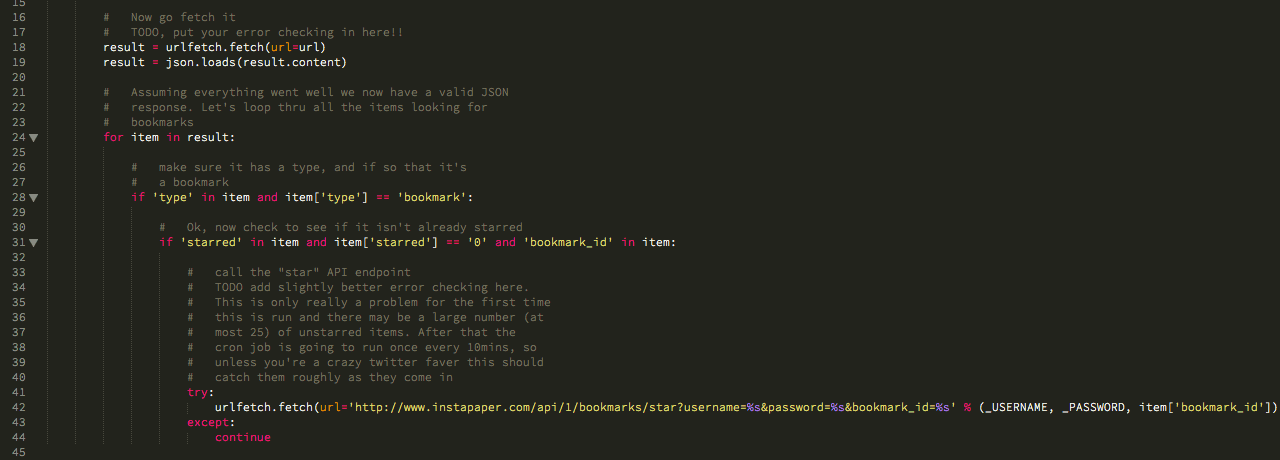 15
16 #   Now go fetch it
17 #   TODO, put your error checking in here!!
18 result = urlfetch.fetch(url=url)
19 result = json.loads(result.content)
20
21 #   Assuming everything went well we now have a valid JSON
22 #   response. Let's loop thru all the items looking for
23 #   bookmarks
24 for item in result:
25
26 #   make sure it has a type, and if so that it's
27 #   a bookmark
28 if 'type' in item and item['type'] == 'bookmark':
29
30 #   Ok, now check to see if it isn't already starred
31 if 'starred' in item and item['starred'] == '0' and 'bookmark_id' in item:
32
33 #   call the "star" API endpoint
34 #   TODO add slightly better error checking here.
35 #   This is only really a problem for the first time
36 #   this is run and there may be a large number (at
37 #   most 25) of unstarred items. After that the
38 #   cron job is going to run once every 10mins, so
39 #   unless you're a crazy twitter faver this should
40 #   catch them roughly as they come in
41 try:
42 urlfetch.fetch(url='http://www.instapaper.com/api/1/bookmarks/star?username=%s&password=%s&bookmark_id=%s' % (_USERNAME, _PASSWORD, item['bookmark_id'])
43 except:
44 continue
45